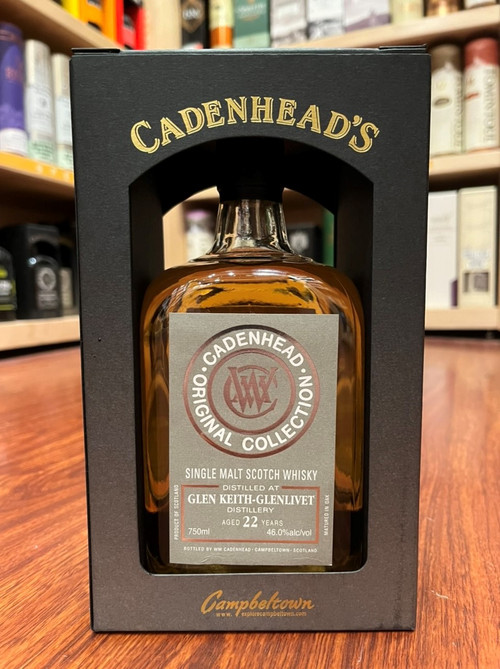 CADENHEAD'S
·CADENHEAD·
ORIGINAL COLLECTION
WC
SINGLE MALT SCOTCH WHISKY
DISTILLED AT
GLEN KEITH-GLENLIVET
DISTILLERY
AGED 22 YEARS
750ml 46.0%alc/vol
PRODUCT OF SCOTLAND
MATURED IN OAK
BOTTLED BY WM CADENHEAD · CAMPBELTOWN · SCOTLAND
Campbeltown
www.explorecampbeltown.com